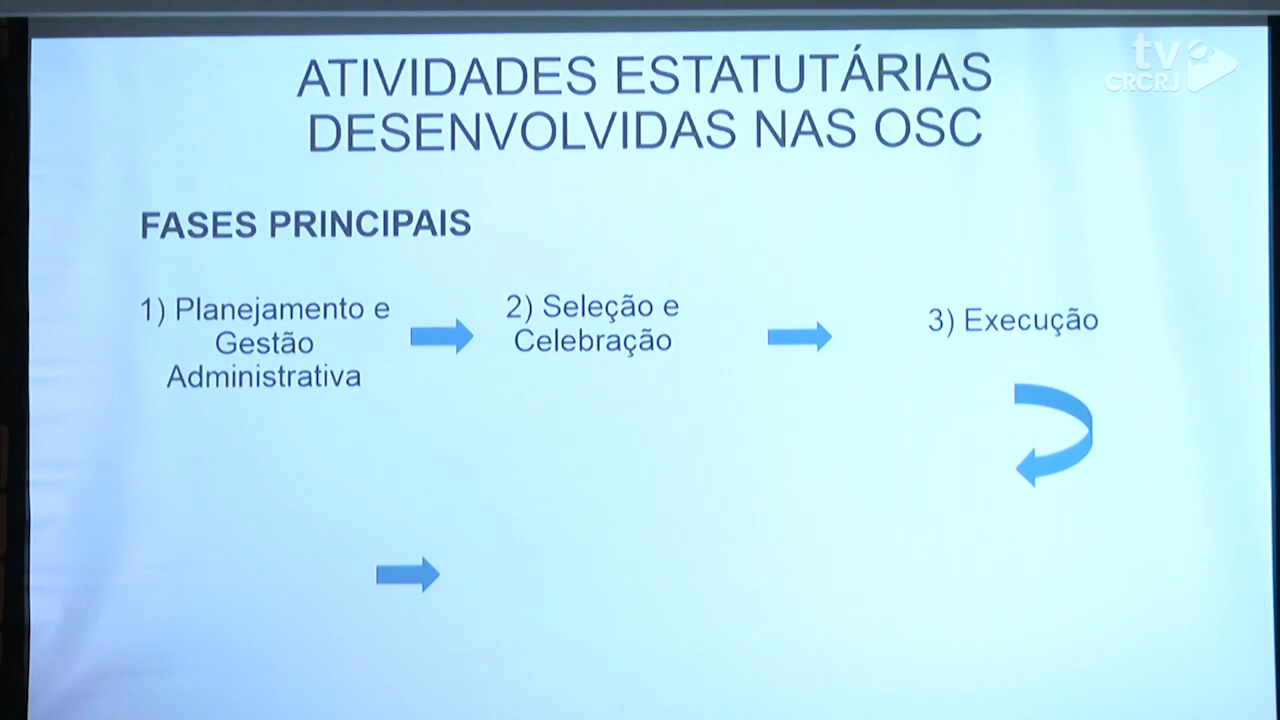 tv
CRCRJ
ATIVIDADES ESTATUTÁRIAS
DESENVOLVIDAS NAS OSC
FASES PRINCIPAIS
1) Planejamento e
Gestão
Administrativa
2) Seleção e
Celebração
3) Execução